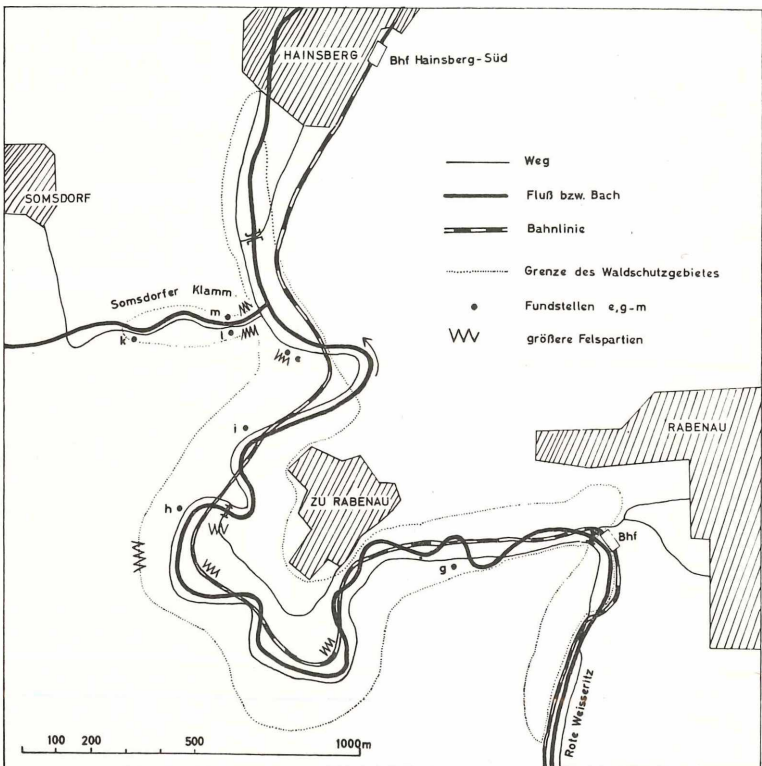 HAINSBERG
Bhf Hainsberg-Süd
SOMSDORF
Weg
Fluß bzw. Bach
Bahnlinie
Grenze des Waldschutzgebietes
Fundstellen e,g-m
größere Felspartien
Somsdorfer Klamm
m
l
k
e
i
h
g
ZU RABENAU
RABENAU
Bhf
Rote Weisseritz
100 200 500 1000m